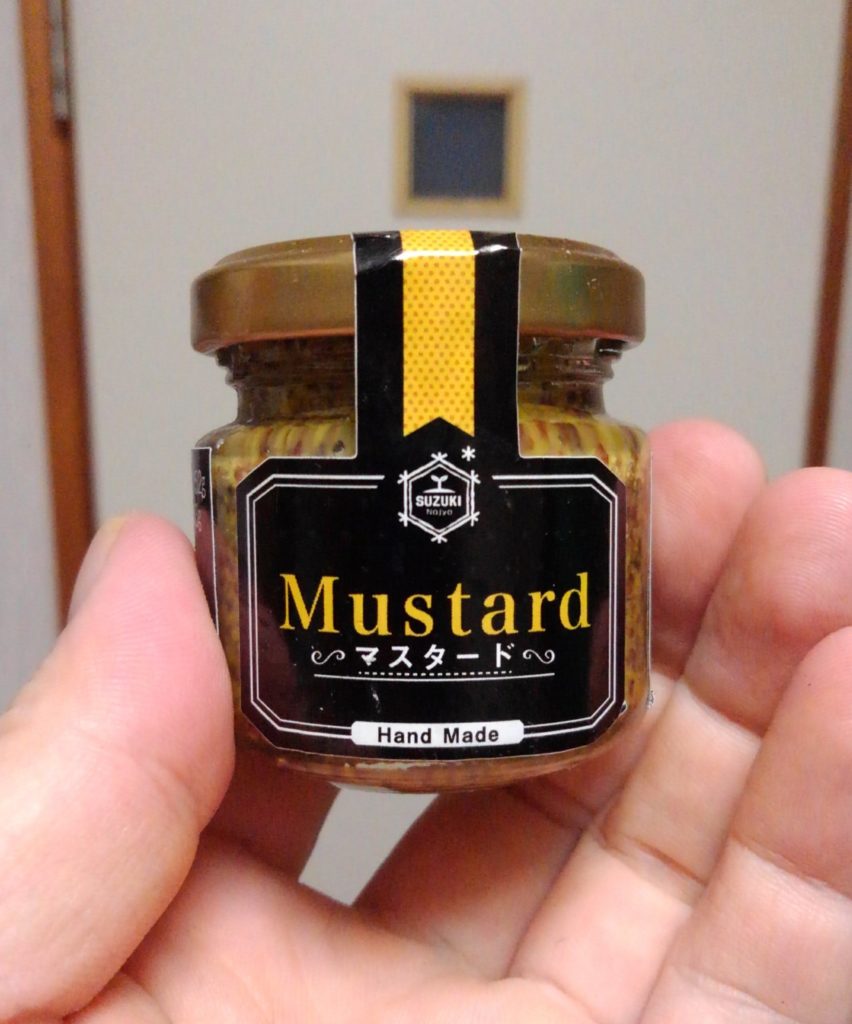 SUZUKI
Nojyo
Mustard
マスタード
Hand Made